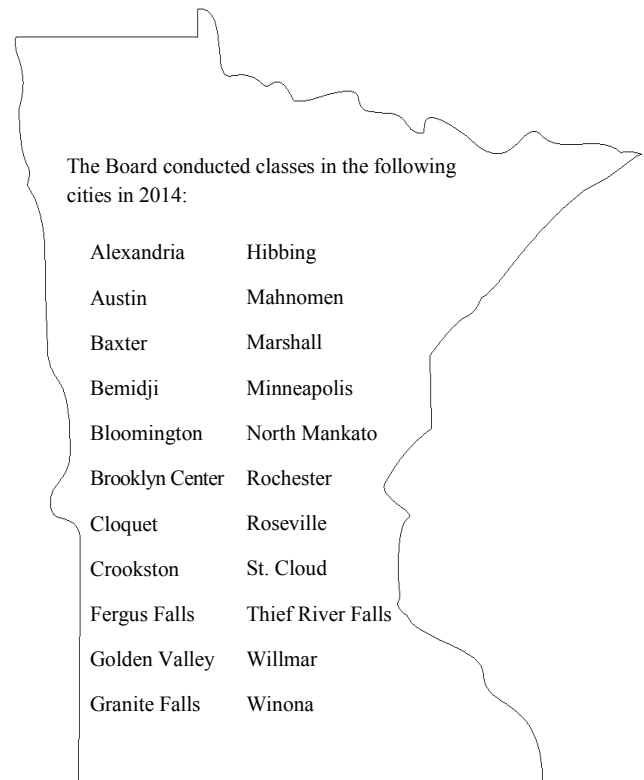 The Board conducted classes in the following
cities in 2014:
Alexandria Hibbing
Austin Mahnomen
Baxter Marshall
Bemidji Minneapolis
Bloomington North Mankato
Brooklyn Center Rochester
Cloquet Roseville
Crookston St. Cloud
Fergus Falls Thief River Falls
Golden Valley Willmar
Granite Falls Winona